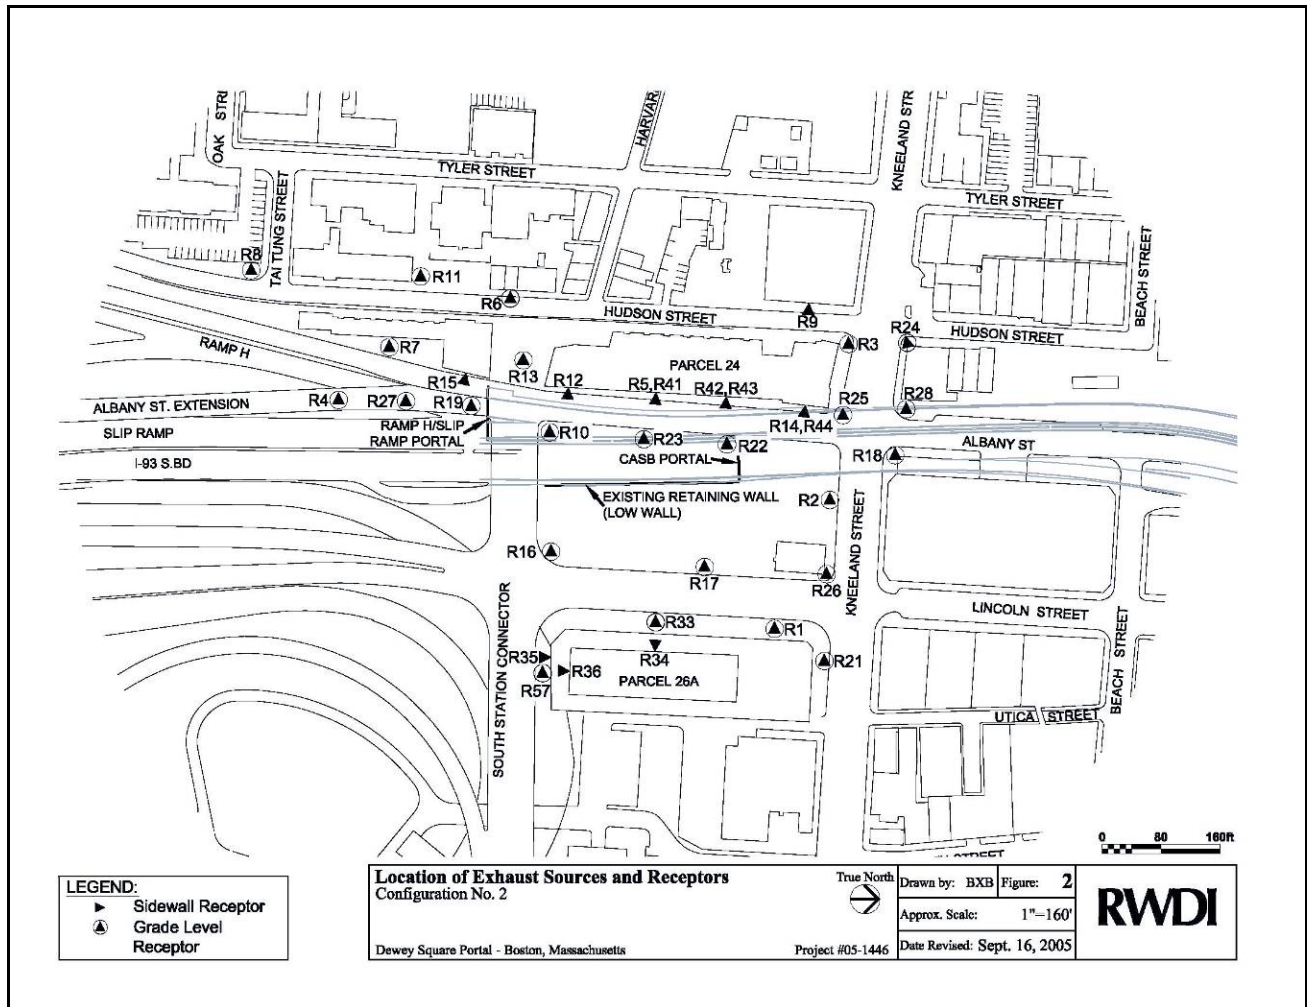 OAK STRE
HARVAR
KNEELAND STR
TYLER STREET
TYLER STREET
TAI TUNG STREET
BEACH STREET
R8
R11
R6
HUDSON STREET
R9
R24
HUDSON STREET
RAMP H
R7
R3
PARCEL 24
R13
R15
R12
R5,R41
R42,R43
R25
R28
ALBANY ST. EXTENSION
R4
R27
R19
RAMP H/SLIP
RAMP PORTAL
R14,R44
SLIP RAMP
R10
R23
R22
ALBANY ST
I-93 S.BD
CASB PORTAL
R18
EXISTING RETAINING WALL
(LOW WALL)
R2
KNEELAND STREET
R16
R17
R26
SOUTH STATION CONNECTOR
LINCOLN STREET
BEACH STREET
R33
R1
R35
R36
R34
R21
R57
PARCEL 26A
UTICA STREET
0 80 160ft
LEGEND:
Sidewall Receptor
Grade Level
Receptor
Location of Exhaust Sources and Receptors
Configuration No. 2
Dewey Square Portal - Boston, Massachusetts
True North
Project #05-1446
Drawn by: BXB Figure: 2
Approx. Scale: 1"=160'
Date Revised: Sept. 16, 2005
RWDI